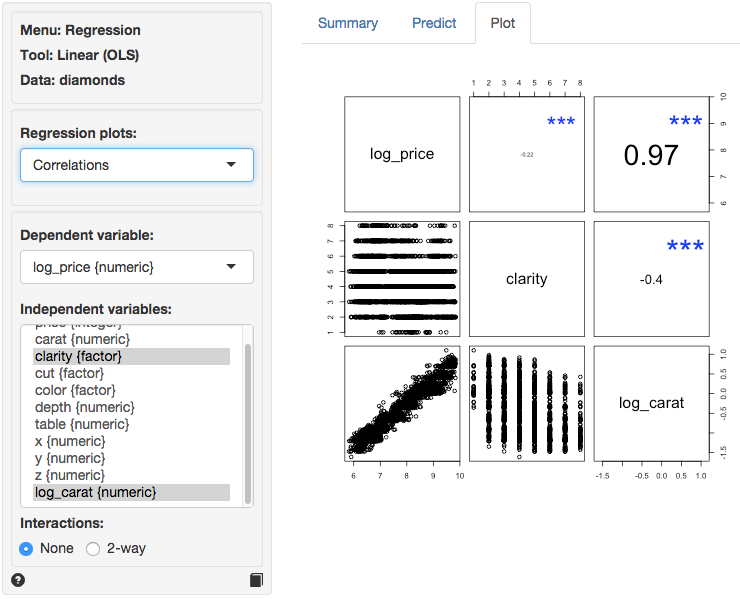 Menu: Regression
Tool: Linear (OLS)
Data: diamonds
Regression plots:
Correlations
Dependent variable:
log_price {numeric}
Independent variables:
price {integer}
carat {numeric}
clarity {factor}
cut {factor}
color {factor}
depth {numeric}
table {numeric}
x {numeric}
y {numeric}
z {numeric}
log_carat {numeric}
Interactions:
None 2-way
?
Summary Predict Plot
1 2 3 4 5 6 7 8
log_price
***
-0.22
***
0.97
6 7 8 9 10
1 2 3 4 5 6 7 8
clarity
***
-0.4
log_carat
-1.5 -0.5 0.0 0.5 1.0
6 7 8 9 10
-1.5 -0.5 0.0 0.5 1.0